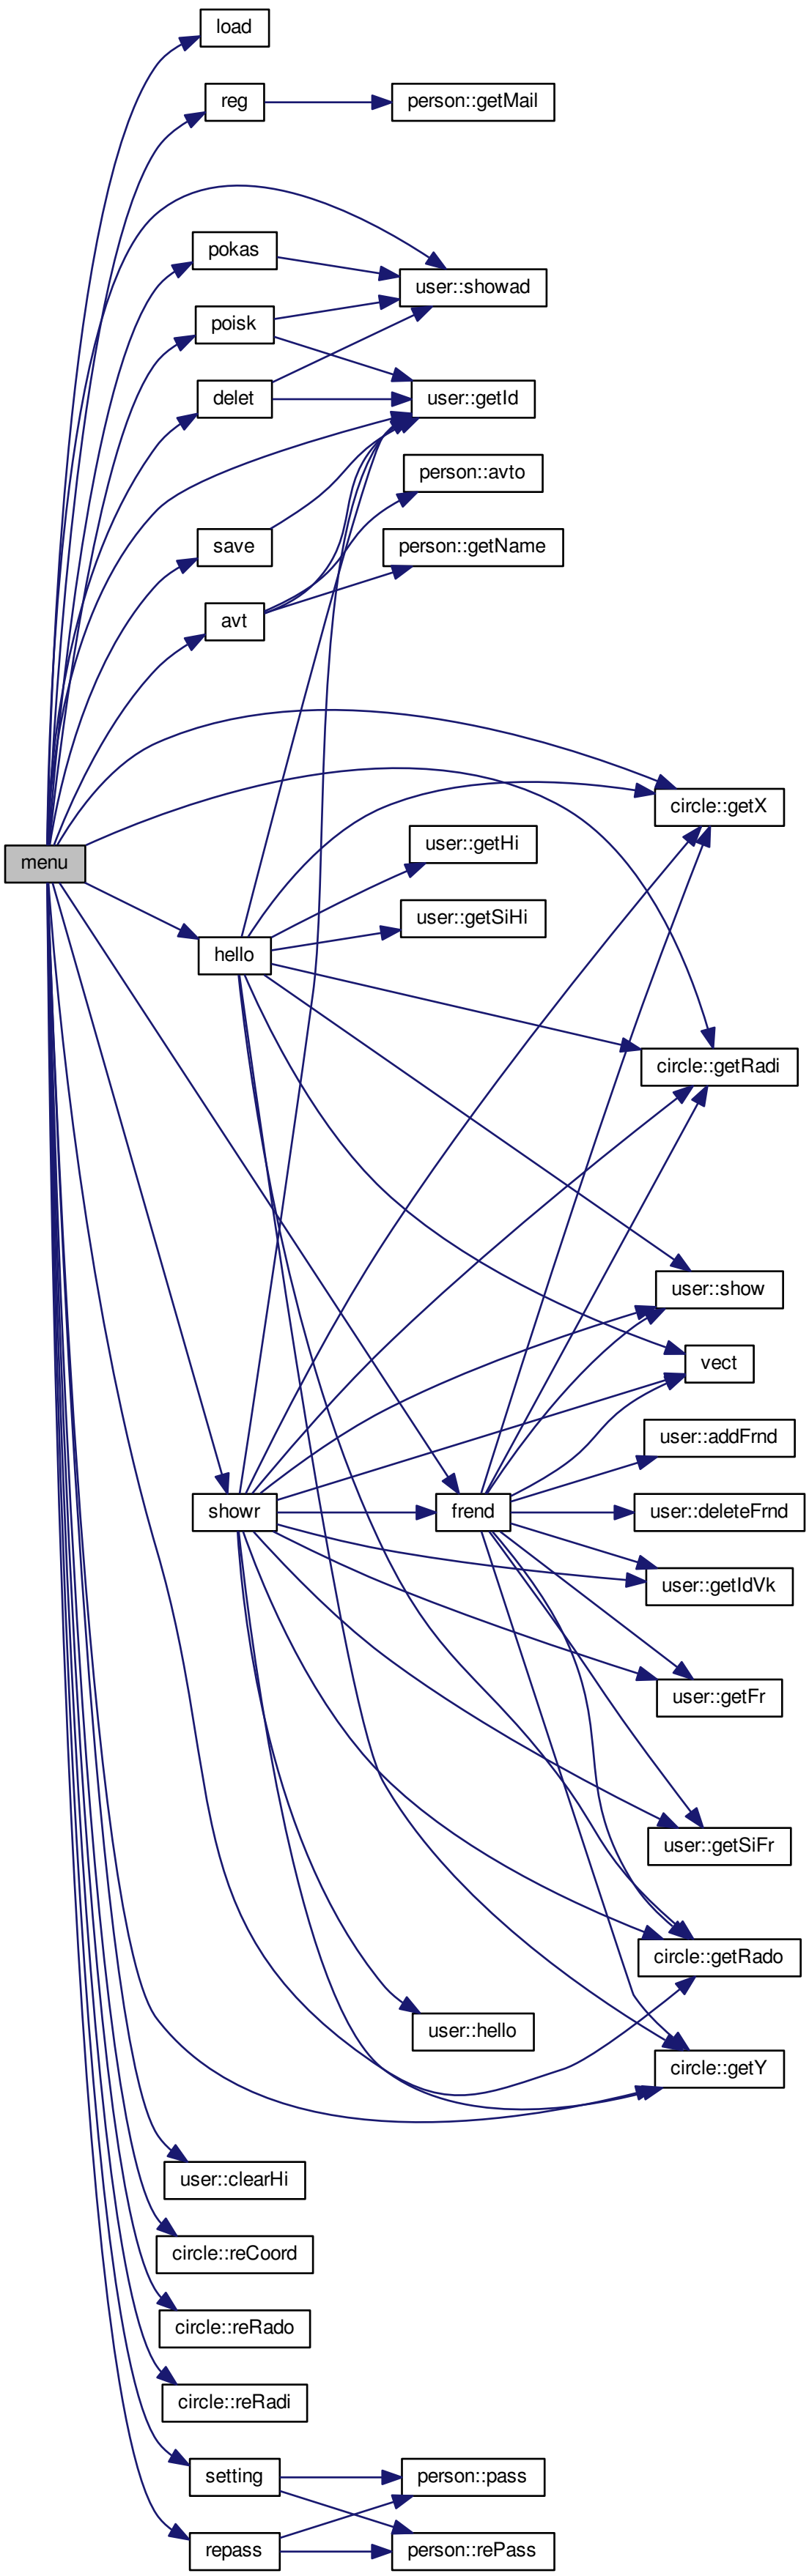 load
reg
person::getMail
pokas
user::showad
poisk
delet
user::getId
person::avto
save
person::getName
avt
circle::getX
user::getHi
menu
user::getSiHi
hello
circle::getRadi
user::show
vect
user::addFrnd
showr
frend
user::deleteFrnd
user::getIdVk
user::getFr
user::getSiFr
circle::getRado
user::hello
circle::getY
user::clearHi
circle::reCoord
circle::reRado
circle::reRadi
setting
person::pass
repass
person::rePass